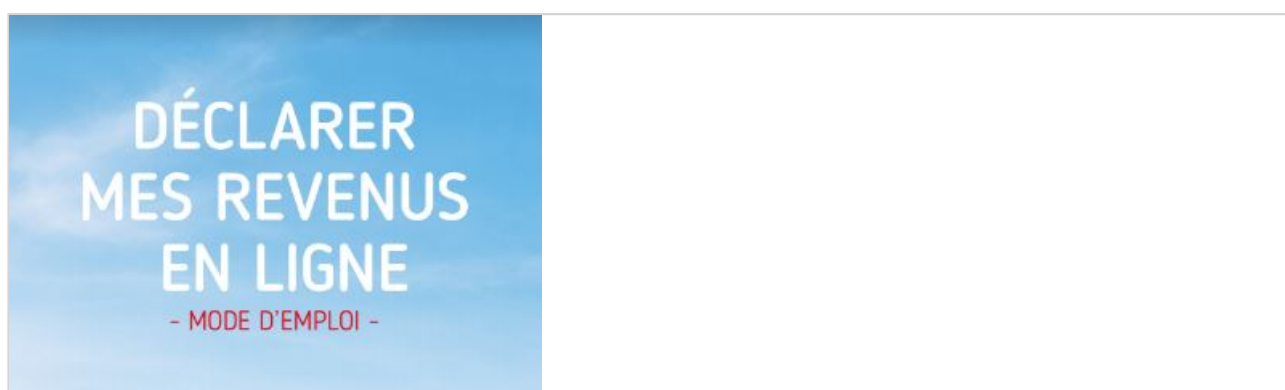 DÉCLARER
MES REVENUS
EN LIGNE
- MODE D'EMPLOI -